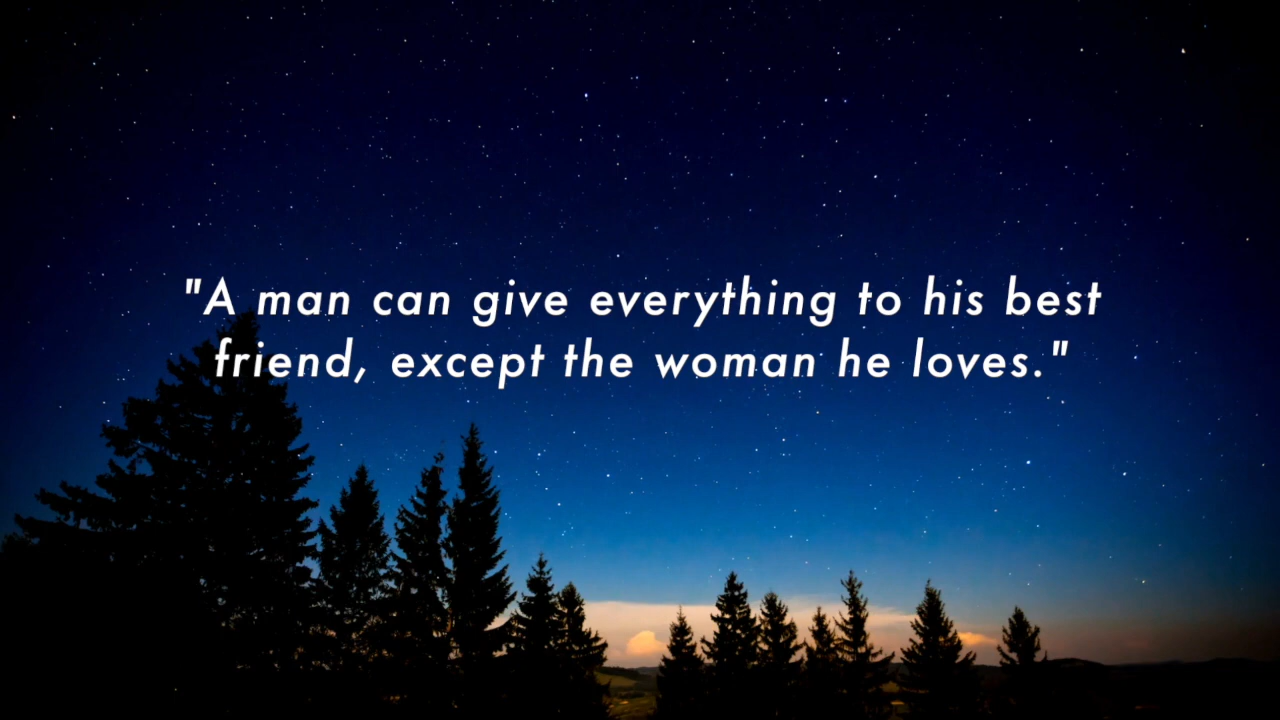 "A man can give everything to his best
friend, except the woman he loves."